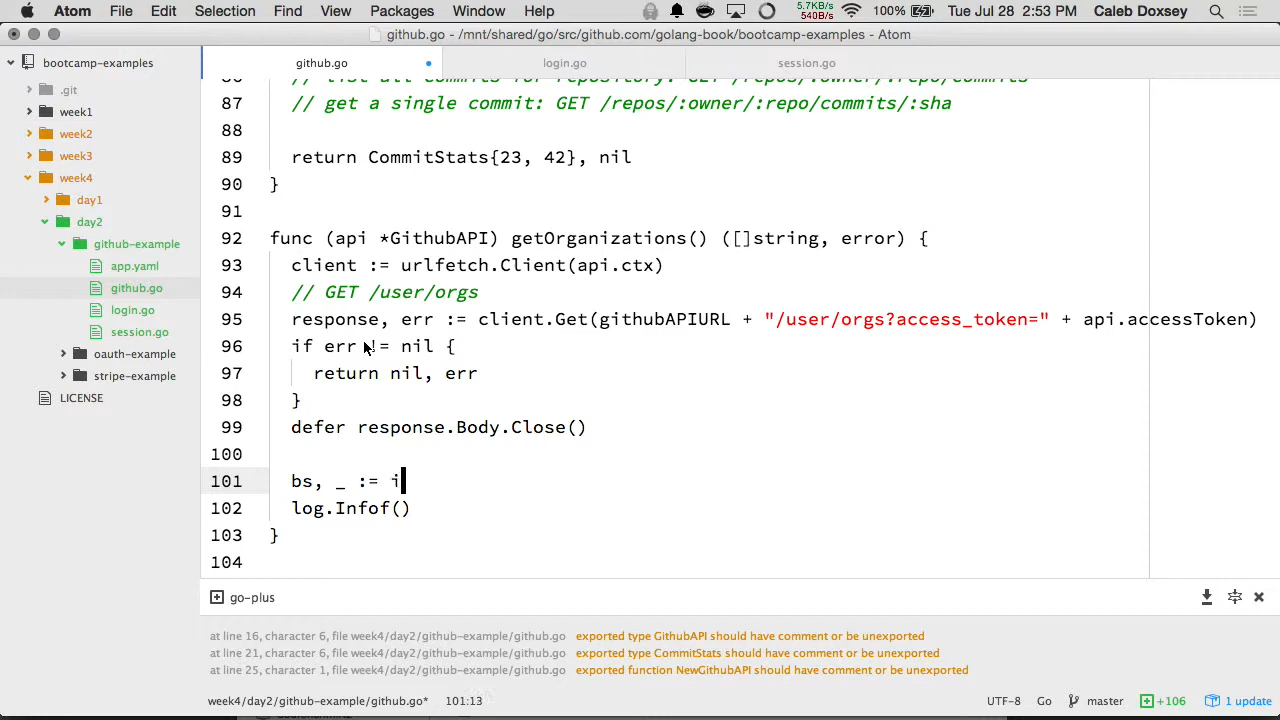 Atom File Edit Selection Find View Packages Window Help 5.7KB/s 540B/s 100% Tue Jul 28 2:53 PM Caleb Doxsey
github.go - /mnt/shared/go/src/github.com/golang-book/bootcamp-examples - Atom
bootcamp-examples
.git
week1
week2
week3
week4
day1
day2
github-example
app.yaml
github.go
login.go
session.go
oauth-example
stripe-example
LICENSE
github.go login.go session.go
86 // list all commits for repository: GET /repos/:owner/:repo/commits
87 // get a single commit: GET /repos/:owner/:repo/commits/:sha
88
89 return CommitStats{23, 42}, nil
90 }
91
92 func (api *GithubAPI) getOrganizations() ([]string, error) {
93 client := urlfetch.Client(api.ctx)
94 // GET /user/orgs
95 response, err := client.Get(githubAPIURL + "/user/orgs?access_token=" + api.accessToken)
96 if err != nil {
97 return nil, err
98 }
99 defer response.Body.Close()
100
101 bs, _ := i
102 log.Infof()
103 }
104
go-plus
at line 16, character 6, file week4/day2/github-example/github.go exported type GithubAPI should have comment or be unexported
at line 21, character 6, file week4/day2/github-example/github.go exported type CommitStats should have comment or be unexported
at line 25, character 1, file week4/day2/github-example/github.go exported function NewGithubAPI should have comment or be unexported
week4/day2/github-example/github.go* 101:13 UTF-8 Go master +106 1 update